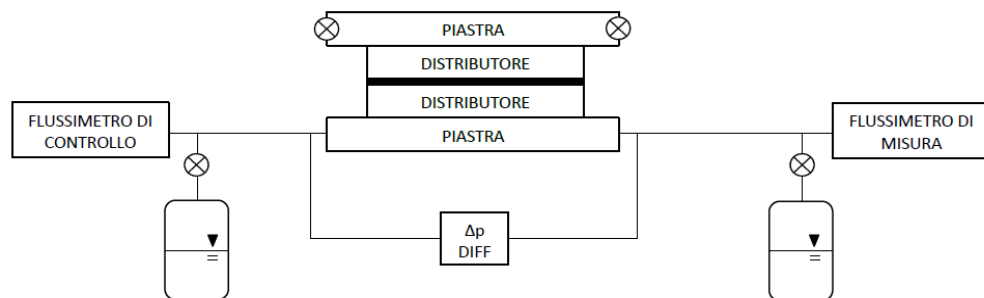 PIASTRA
DISTRIBUTORE
DISTRIBUTORE
PIASTRA
FLUSSIMETRO DI
CONTROLLO
FLUSSIMETRO DI
MISURA
Δp
DIFF